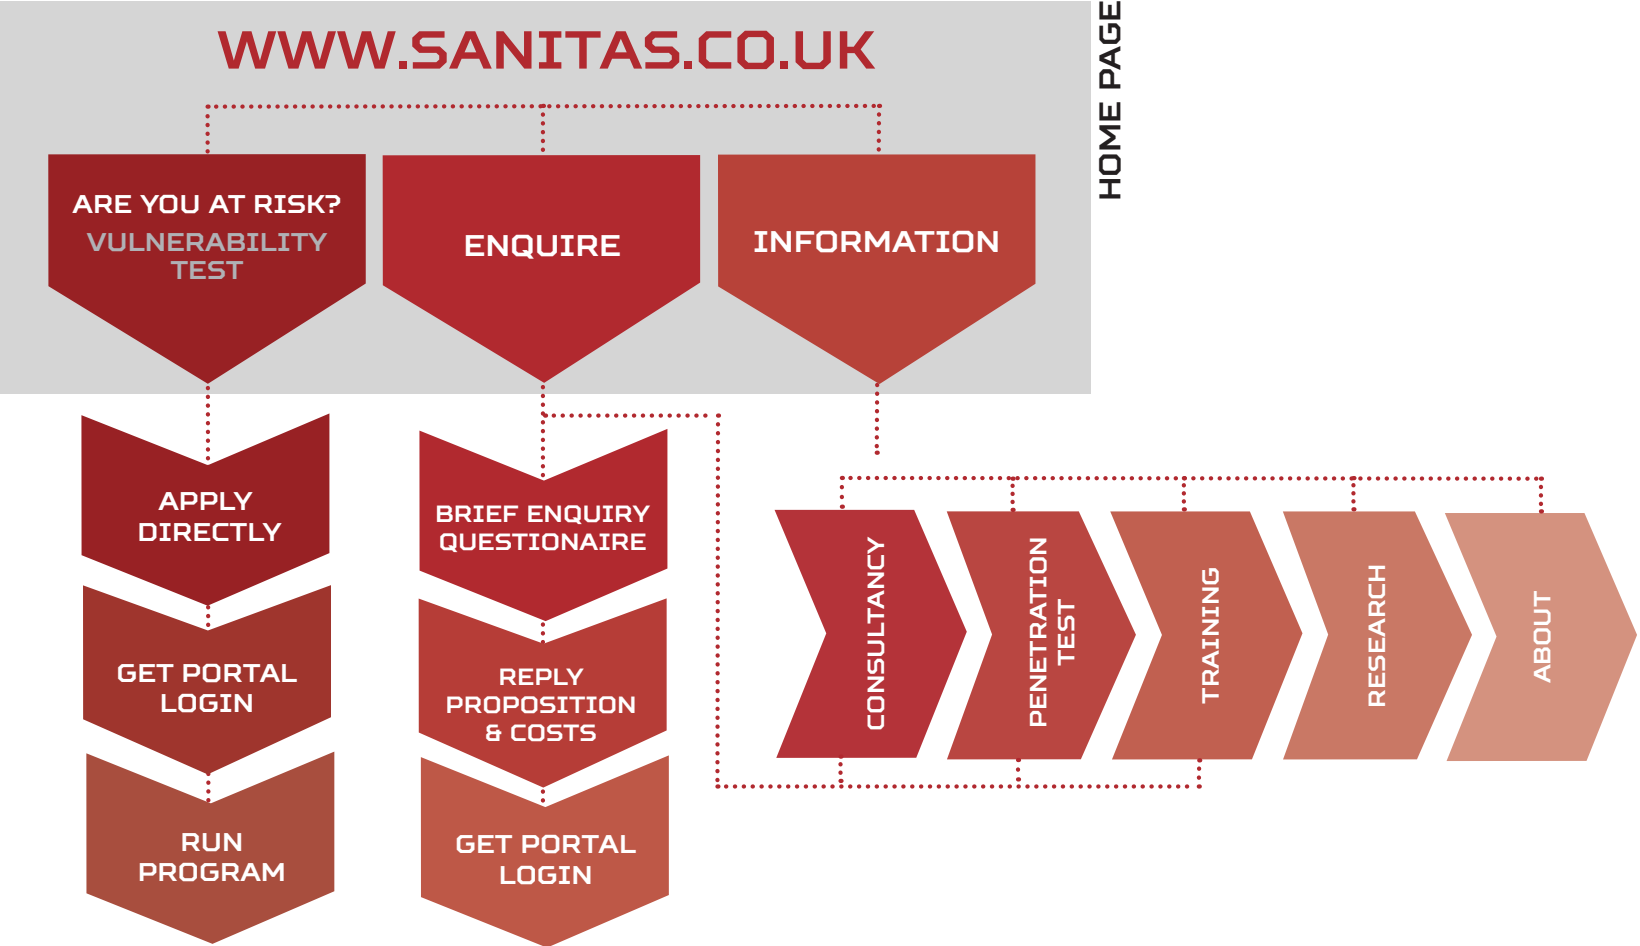 WWW.SANITAS.CO.UK
HOME PAGE
ARE YOU AT RISK?
VULNERABILITY
TEST
ENQUIRE
INFORMATION
APPLY
DIRECTLY
GET PORTAL
LOGIN
RUN
PROGRAM
BRIEF ENQUIRY
QUESTIONAIRE
REPLY
PROPOSITION
& COSTS
GET PORTAL
LOGIN
CONSULTANCY
PENETRATION
TEST
TRAINING
RESEARCH
ABOUT